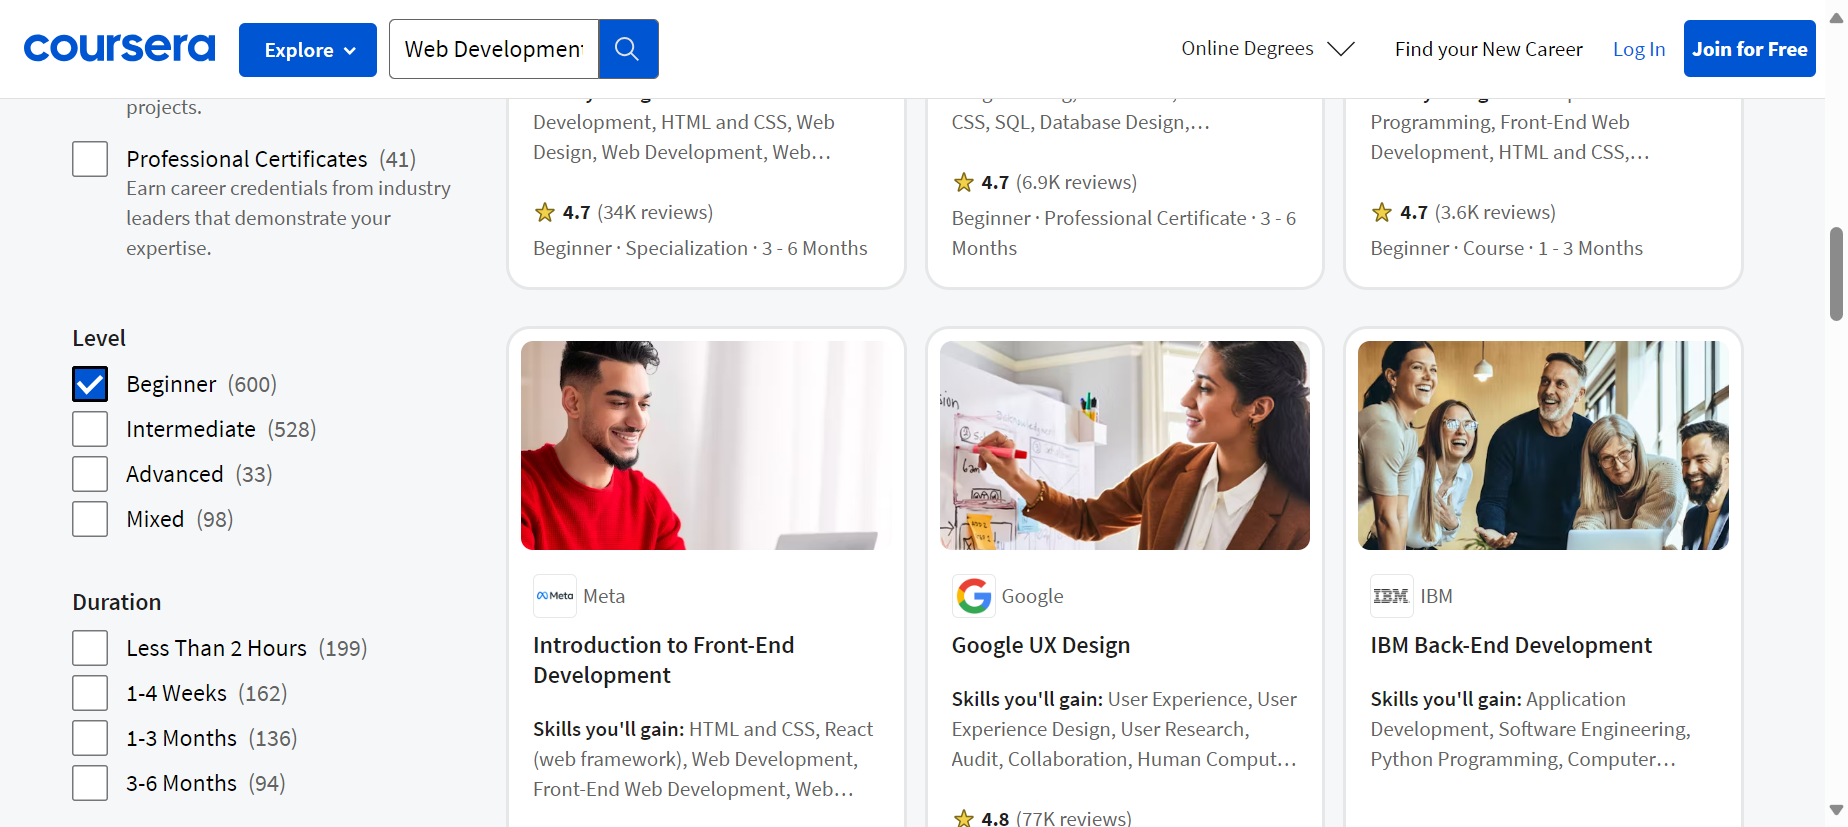 coursera
Explore
Web Development
Online Degrees
Find your New Career
Log In
Join for Free
projects.
Professional Certificates (41)
Earn career credentials from industry
leaders that demonstrate your
expertise.
Level
Beginner (600)
Intermediate (528)
Advanced (33)
Mixed (98)
Duration
Less Than 2 Hours (199)
1-4 Weeks (162)
1-3 Months (136)
3-6 Months (94)
Development, HTML and CSS, Web
Design, Web Development, Web…
4.7 (34K reviews)
Beginner · Specialization · 3 - 6 Months
CSS, SQL, Database Design,…
4.7 (6.9K reviews)
Beginner · Professional Certificate · 3 - 6
Months
Programming, Front-End Web
Development, HTML and CSS,…
4.7 (3.6K reviews)
Beginner · Course · 1 - 3 Months
Meta Meta
Introduction to Front-End
Development
Skills you'll gain: HTML and CSS, React
(web framework), Web Development,
Front-End Web Development, Web…
G Google
Google UX Design
Skills you'll gain: User Experience, User
Experience Design, User Research,
Audit, Collaboration, Human Comput…
4.8 (77K reviews)
IBM IBM
IBM Back-End Development
Skills you'll gain: Application
Development, Software Engineering,
Python Programming, Computer…